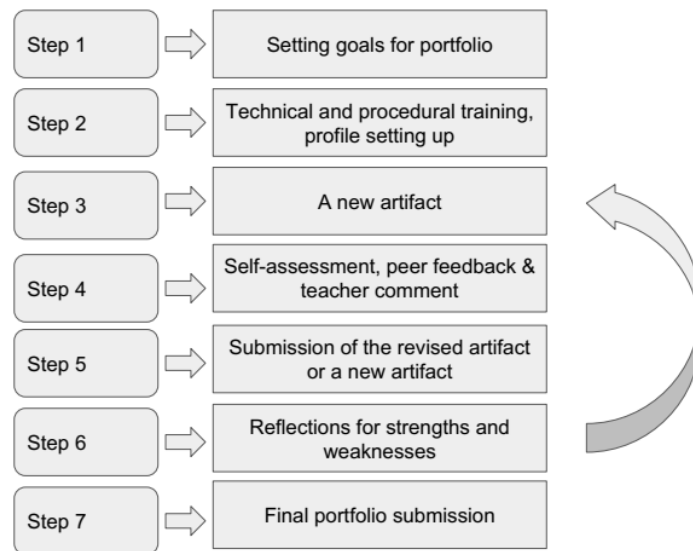 Step 1
Setting goals for portfolio
Step 2
Technical and procedural training,
profile setting up
Step 3
A new artifact
Step 4
Self-assessment, peer feedback &
teacher comment
Step 5
Submission of the revised artifact
or a new artifact
Step 6
Reflections for strengths and
weaknesses
Step 7
Final portfolio submission